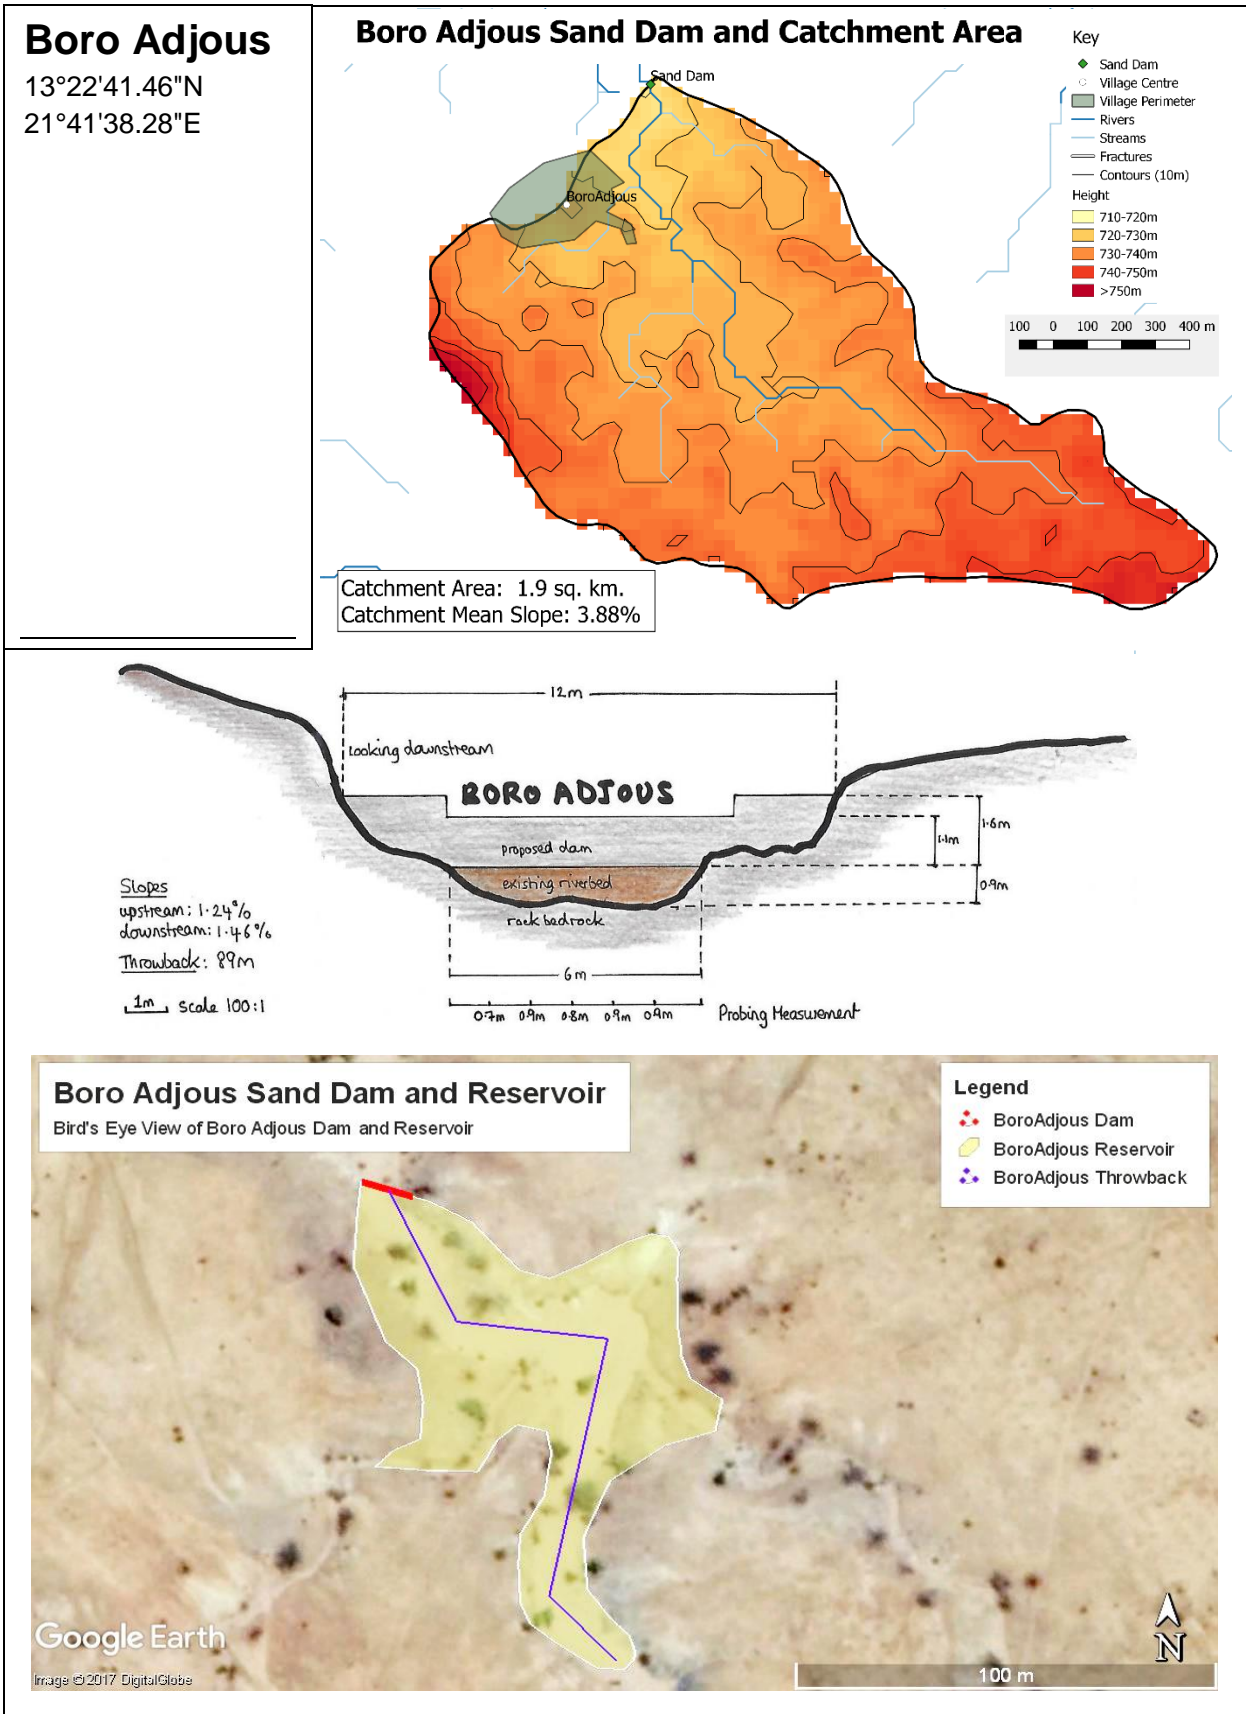 Boro Adjous
13°22'41.46"N
21°41'38.28"E
Boro Adjous Sand Dam and Catchment Area
Key
Sand Dam
Village Centre
Village Perimeter
Rivers
Streams
Fractures
Contours (10m)
Height
710-720m
720-730m
730-740m
740-750m
>750m
100 0 100 200 300 400 m
Sand Dam
BoroAdjous
Catchment Area: 1.9 sq. km.
Catchment Mean Slope: 3.88%
12m
Looking downstream
BORO ADJOUS
proposed dam
existing riverbed
rock bedrock
1.6m
1.1m
0.9m
6m
0.7m 0.9m 0.8m 0.9m 0.9m
Probing Measurement
Slopes
upstream: 1.24%
downstream: 1.46%
Throwback: 89m
1m Scale 100:1
Boro Adjous Sand Dam and Reservoir
Bird's Eye View of Boro Adjous Dam and Reservoir
Legend
BoroAdjous Dam
BoroAdjous Reservoir
BoroAdjous Throwback
Google Earth
Image © 2017 DigitalGlobe
N
100 m